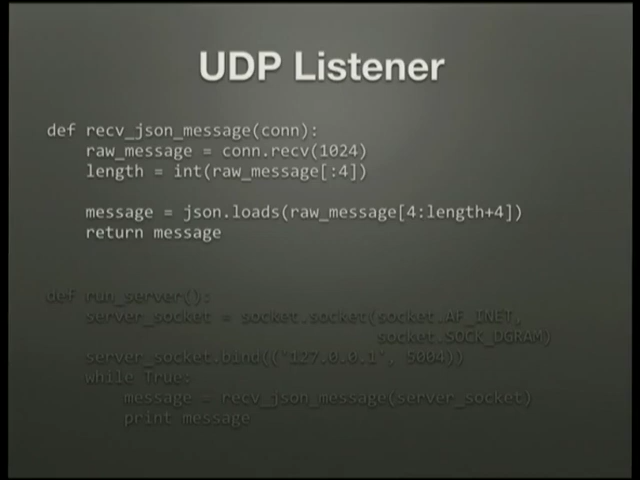 UDP Listener
def recv_json_message(conn):
    raw_message = conn.recv(1024)
    length = int(raw_message[:4])
    message = json.loads(raw_message[4:length+4])
    return message
def run_server():
    server_socket = socket.socket(socket.AF_INET,
                                  socket.SOCK_DGRAM)
    server_socket.bind(("127.0.0.1", 5004))
    while True:
        message = recv_json_message(server_socket)
        print message